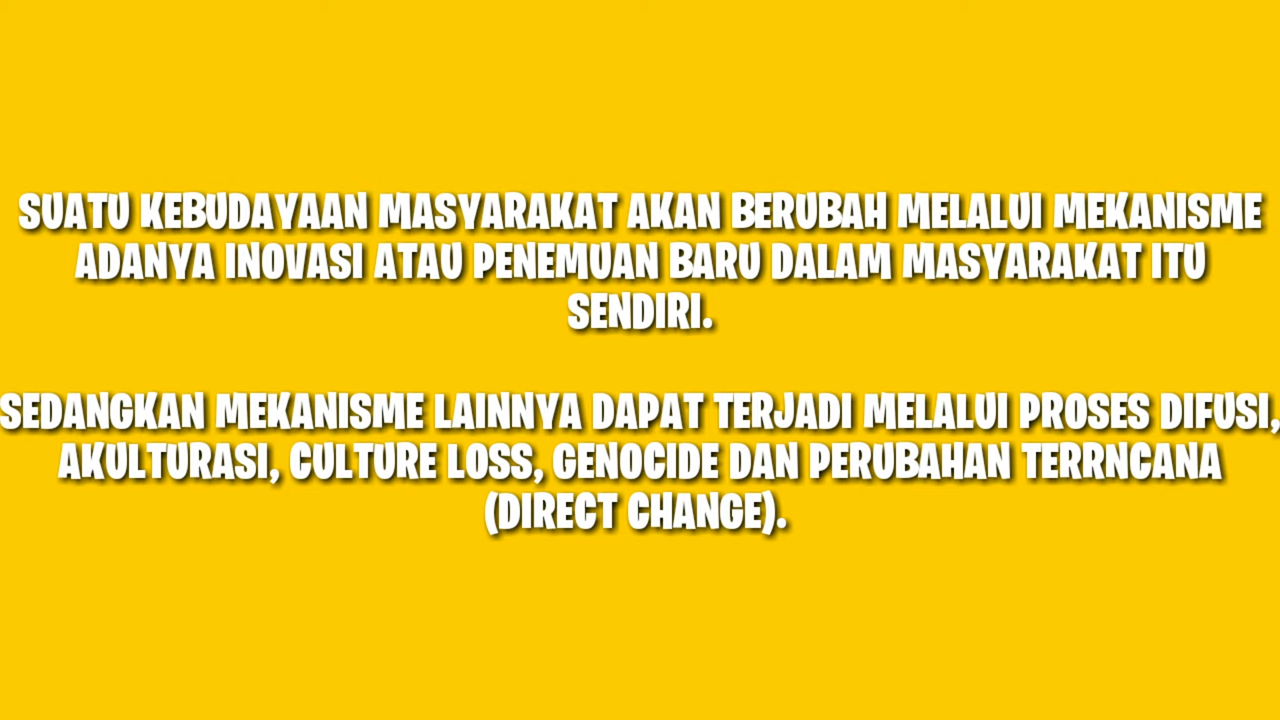 SUATU KEBUDAYAAN MASYARAKAT AKAN BERUBAH MELALUI MEKANISME
ADANYA INOVASI ATAU PENEMUAN BARU DALAM MASYARAKAT ITU
SENDIRI.
SEDANGKAN MEKANISME LAINNYA DAPAT TERJADI MELALUI PROSES DIFUSI,
AKULTURASI, CULTURE LOSS, GENOCIDE DAN PERUBAHAN TERRNCANA
(DIRECT CHANGE).